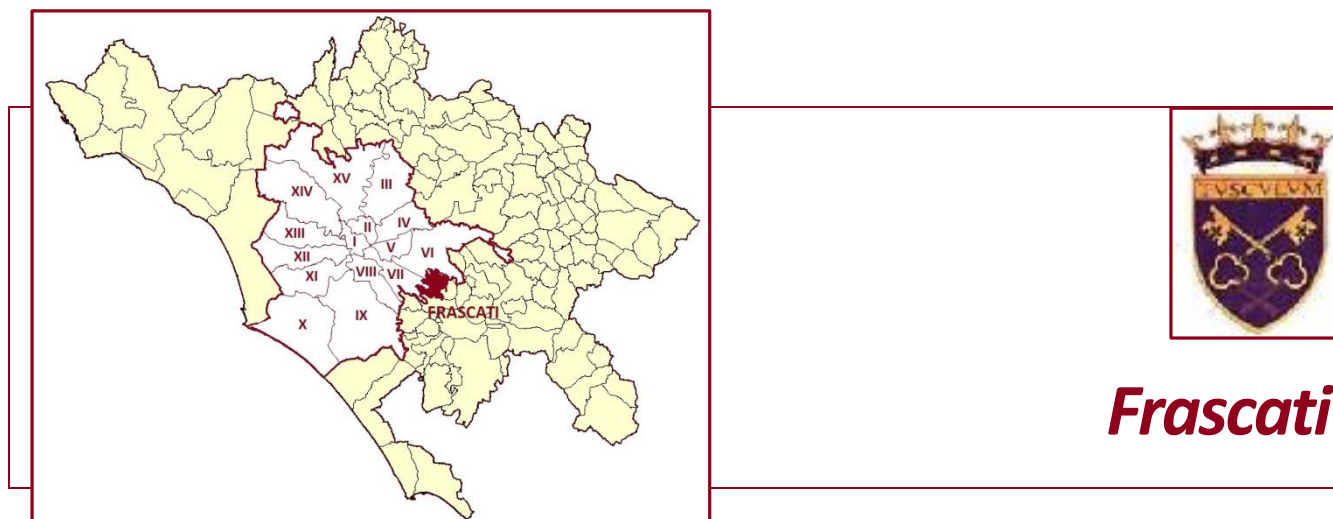 XV
III
XIV
II
IV
XIII
I
V
VI
XII
XI
VIII
VII
FRASCATI
X
IX
TVSCVLVM
Frascati